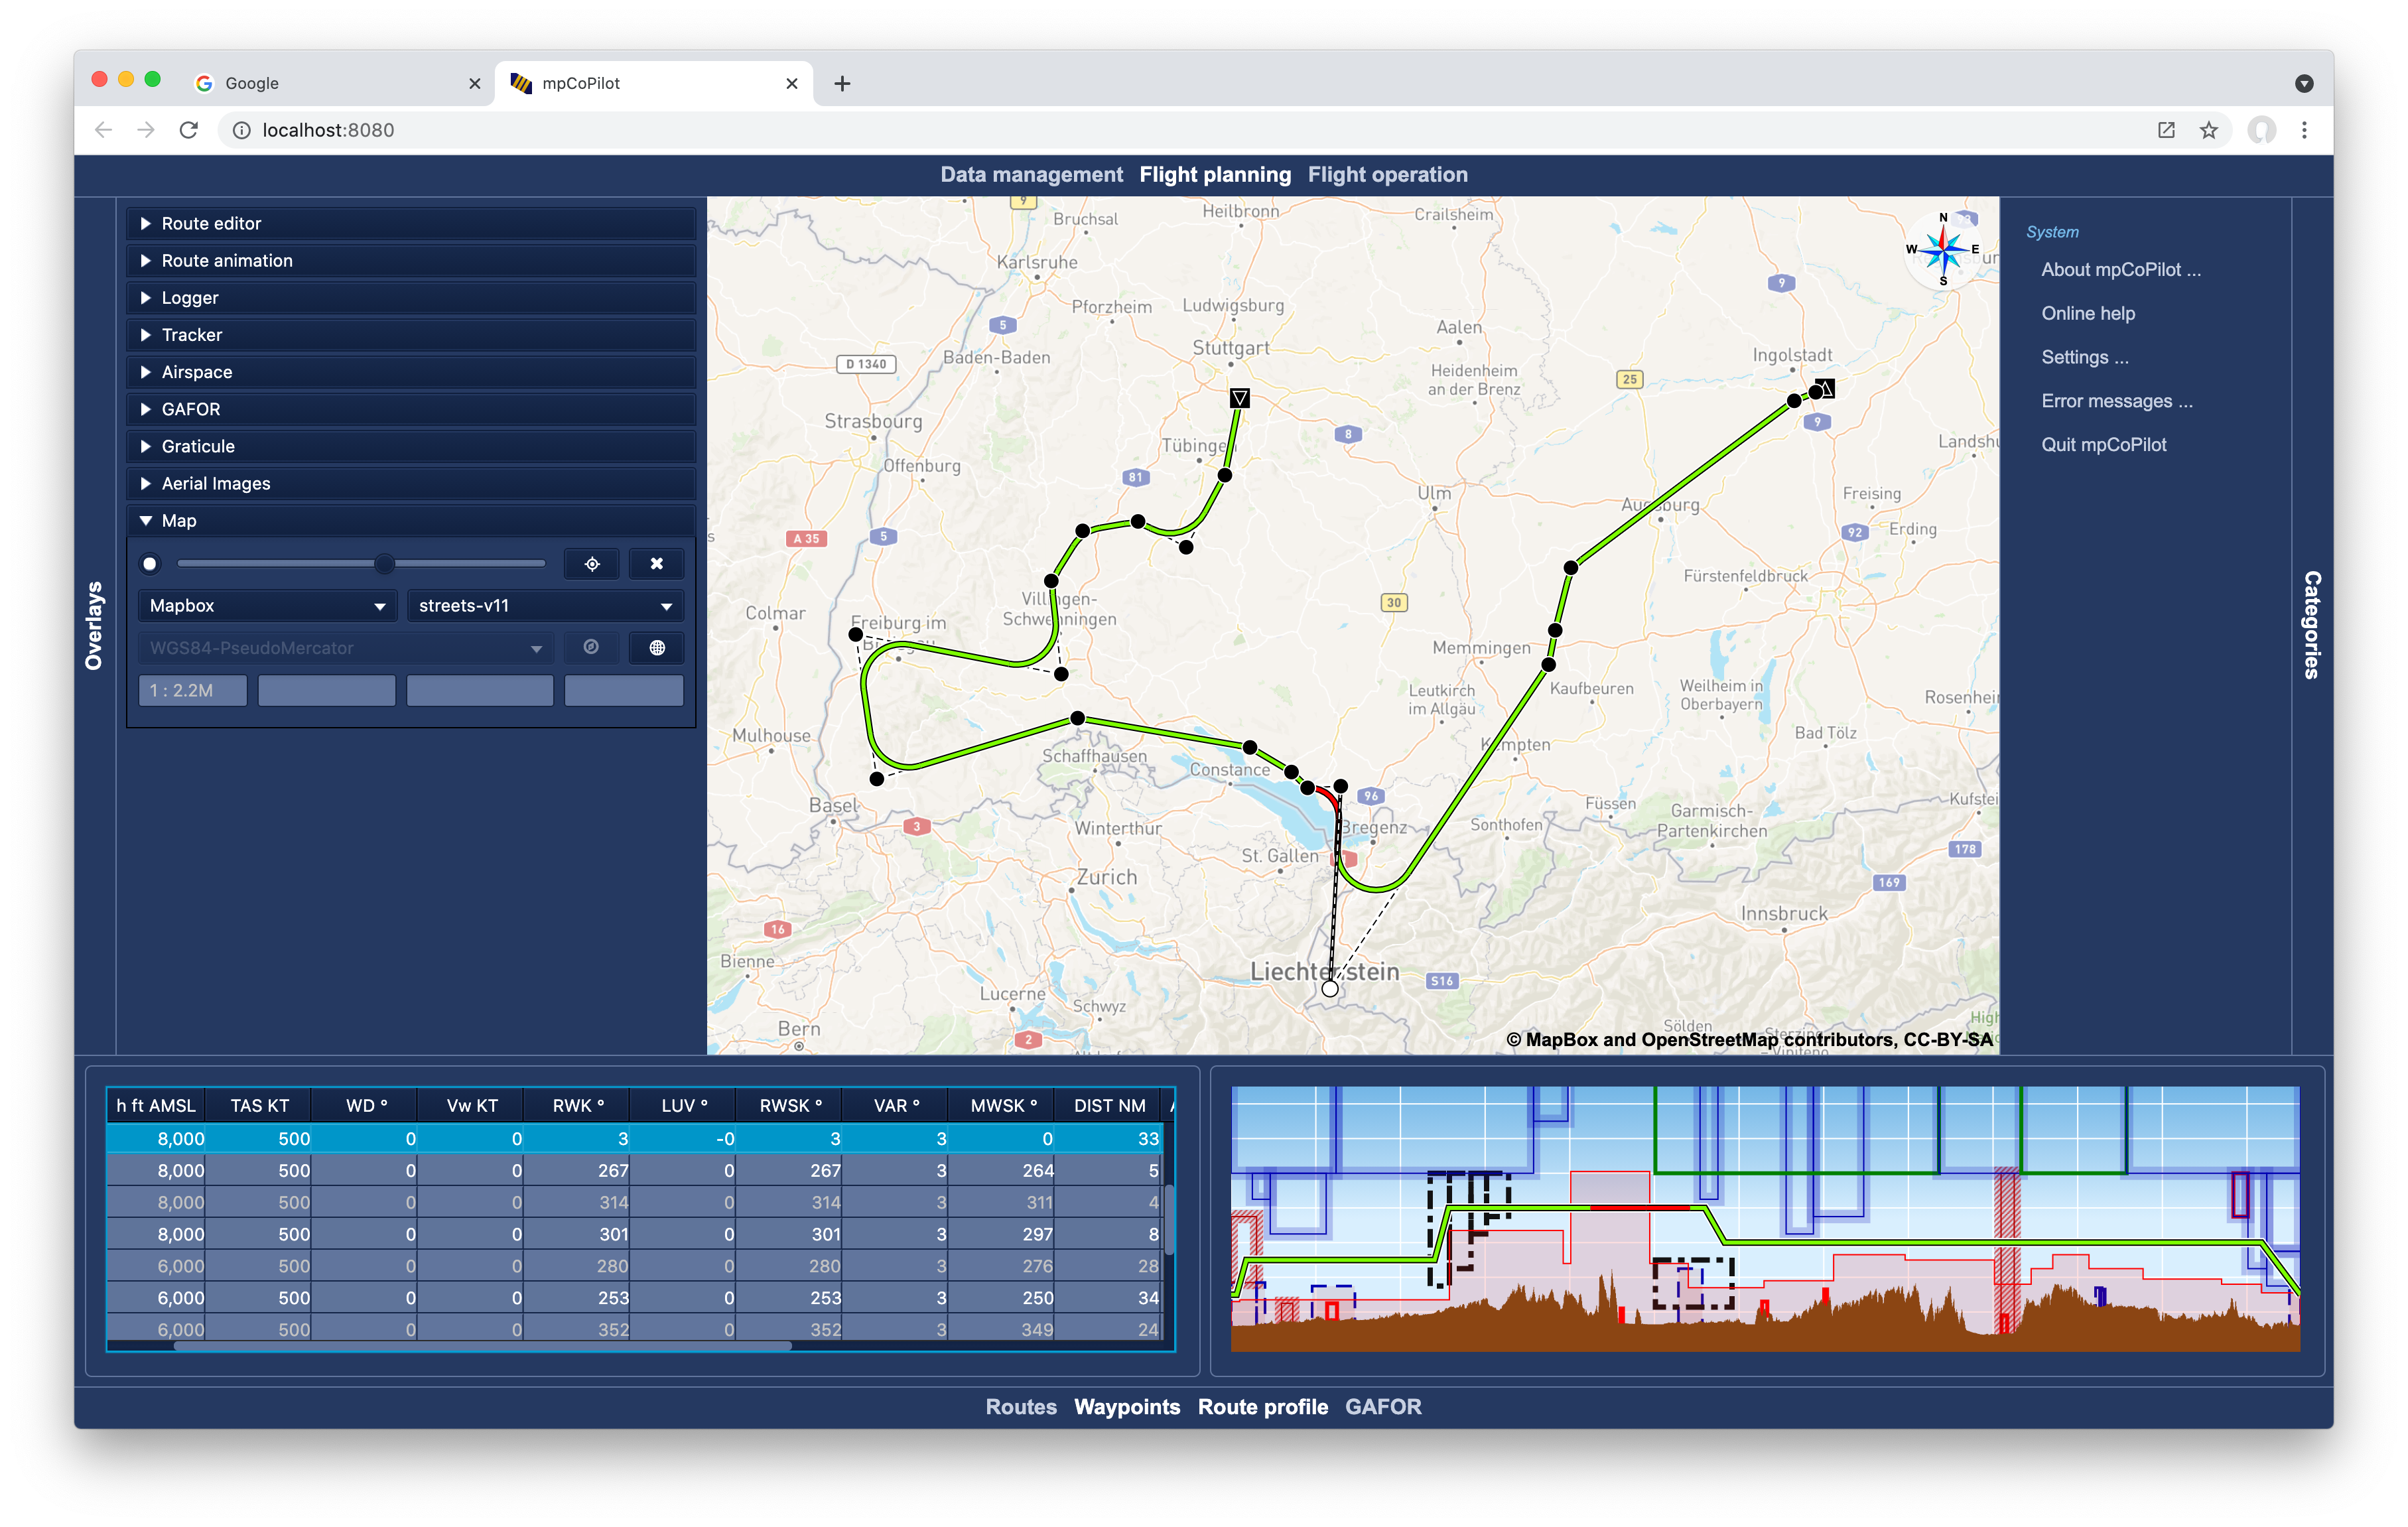 Google
mpCoPilot
localhost:8080
Data management Flight planning Flight operation
Overlays
Route editor
Route animation
Logger
Tracker
Airspace
GAFOR
Graticule
Aerial Images
Map
Mapbox streets-v11
WGS84-PseudoMercator
1 : 2.2M
9
Bruchsal
Heilbronn
Crailsheim
N
W E
S
Karlsruhe
9
Pforzheim
Ludwigsburg
5
Aalen
Stuttgart
Baden-Baden
D 1340
Ingolstadt
Heidenheim
an der Brenz
25
Strasbourg
9
8
Landshu
Tübingen
Offenburg
81
Ulm
Freising
Augsburg
A 35
5
92
Erding
Fürstenfeldbruck
Villingen-
Schwenningen
30
Colmar
Freiburg im
Memmingen
Kaufbeuren
Weilheim in
Oberbayern
Leutkirch
im Allgäu
Rosenhei
Mulhouse
Bad Tölz
Kempten
Schaffhausen
Constance
Basel
96
Füssen
Kufstei
3
Winterthur
Bregenz
Sonthofen
Garmisch-
Partenkirchen
St. Gallen
178
Zurich
169
Innsbruck
16
Bienne
Liechtenstein
S16
Lucerne
Schwyz
Bern
2
Sölden
High
© MapBox and OpenStreetMap contributors, CC-BY-SA
System
About mpCoPilot ...
Online help
Settings ...
Error messages ...
Quit mpCoPilot
Categories
h ft AMSL TAS KT WD ° Vw KT RWK ° LUV ° RWSK ° VAR ° MWSK ° DIST NM
8,000 500 0 0 3 -0 3 3 0 33
8,000 500 0 0 267 0 267 3 264 5
8,000 500 0 0 314 0 314 3 311 4
8,000 500 0 0 301 0 301 3 297 8
6,000 500 0 0 280 0 280 3 276 28
6,000 500 0 0 253 0 253 3 250 34
6,000 500 0 0 352 0 352 3 349 24
Routes Waypoints Route profile GAFOR